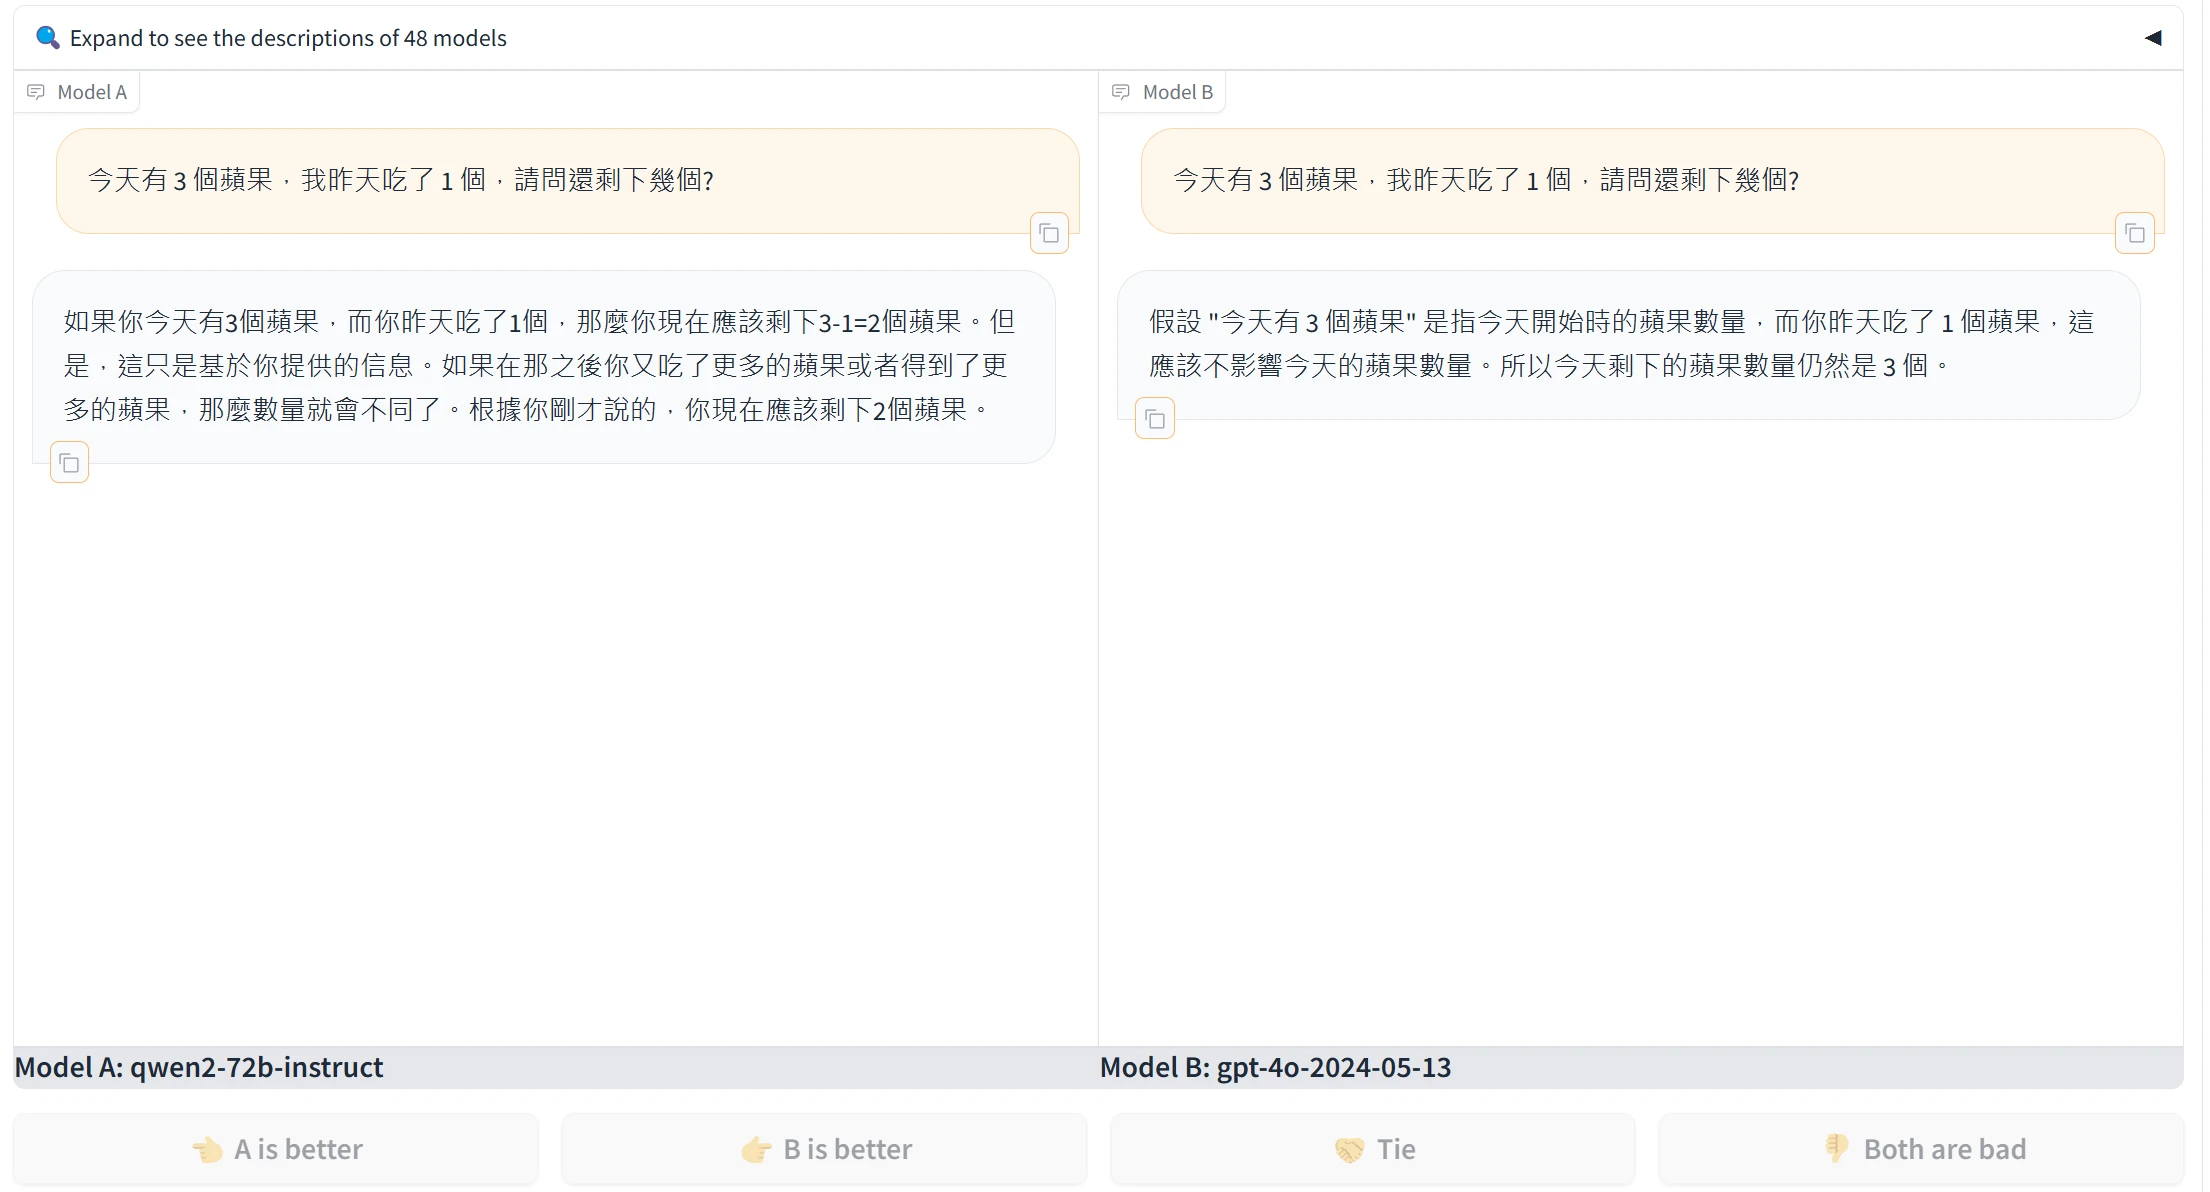 Expand to see the descriptions of 48 models
Model A
今天有 3 個蘋果，我昨天吃了 1 個，請問還剩下幾個?
如果你今天有3個蘋果，而你昨天吃了1個，那麼你現在應該剩下3-1=2個蘋果。但
是，這只是基於你提供的信息。如果在那之後你又吃了更多的蘋果或者得到了更
多的蘋果，那麼數量就會不同了。根據你剛才說的，你現在應該剩下2個蘋果。
Model B
今天有 3 個蘋果，我昨天吃了 1 個，請問還剩下幾個?
假設 "今天有 3 個蘋果" 是指今天開始時的蘋果數量，而你昨天吃了 1 個蘋果，這
應該不影響今天的蘋果數量。所以今天剩下的蘋果數量仍然是 3 個。
Model A: qwen2-72b-instruct
Model B: gpt-4o-2024-05-13
A is better
B is better
Tie
Both are bad